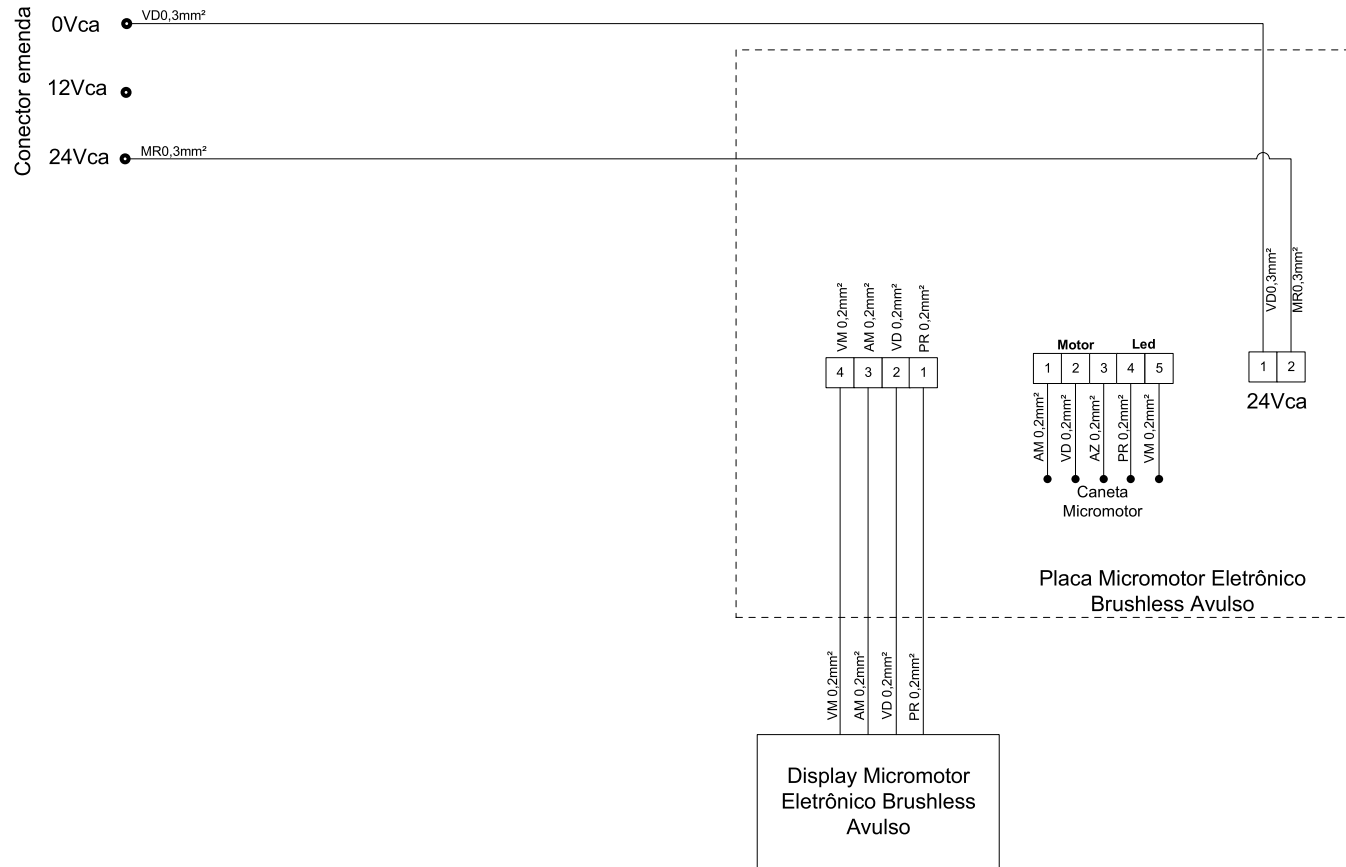 Conector emenda
0Vca
VD0,3mm²
12Vca
24Vca
MR0,3mm²
VD0,3mm²
MR0,3mm²
VM 0,2mm²
AM 0,2mm²
VD 0,2mm²
PR 0,2mm²
4 3 2 1
Motor Led
1 2 3 4 5
1 2
24Vca
AM 0,2mm²
VD 0,2mm²
AZ 0,2mm²
PR 0,2mm²
VM 0,2mm²
Caneta
Micromotor
Placa Micromotor Eletrônico
Brushless Avulso
VM 0,2mm²
AM 0,2mm²
VD 0,2mm²
PR 0,2mm²
Display Micromotor
Eletrônico Brushless
Avulso